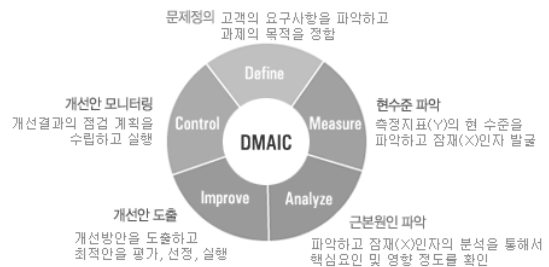 문제정의 고객의 요구사항을 파악하고
과제의 목적을 정함
Define
Measure
Analyze
Improve
Control
DMAIC
현수준 파악
측정지표(Y)의 현 수준을
파악하고 잠재(X)인자 발굴
근본원인 파악
파악하고 잠재(X)인자의 분석을 통해서
핵심요인 및 영향 정도를 확인
개선안 도출
개선방안을 도출하고
최적안을 평가, 선정, 실행
개선안 모니터링
개선결과의 점검 계획을
수립하고 실행